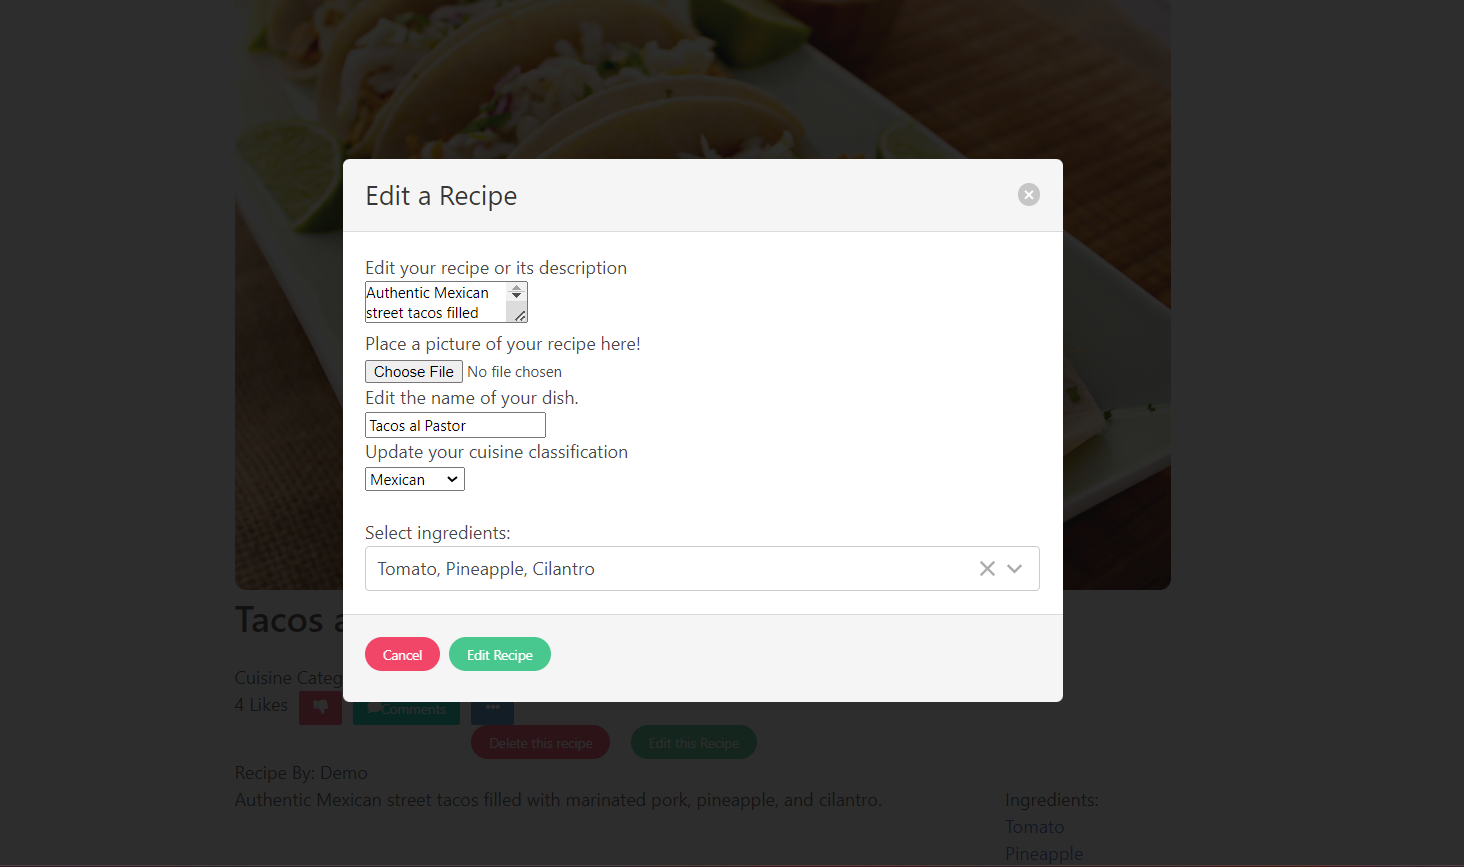 Edit a Recipe
Edit your recipe or its description
Authentic Mexican
street tacos filled
Place a picture of your recipe here!
Choose File No file chosen
Edit the name of your dish.
Tacos al Pastor
Update your cuisine classification
Mexican
Select ingredients:
Tomato, Pineapple, Cilantro
Cancel Edit Recipe
Tacos a
Cuisine Categ
4 Likes Comments
Delete this recipe Edit this Recipe
Recipe By: Demo
Authentic Mexican street tacos filled with marinated pork, pineapple, and cilantro.
Ingredients:
Tomato
Pineapple